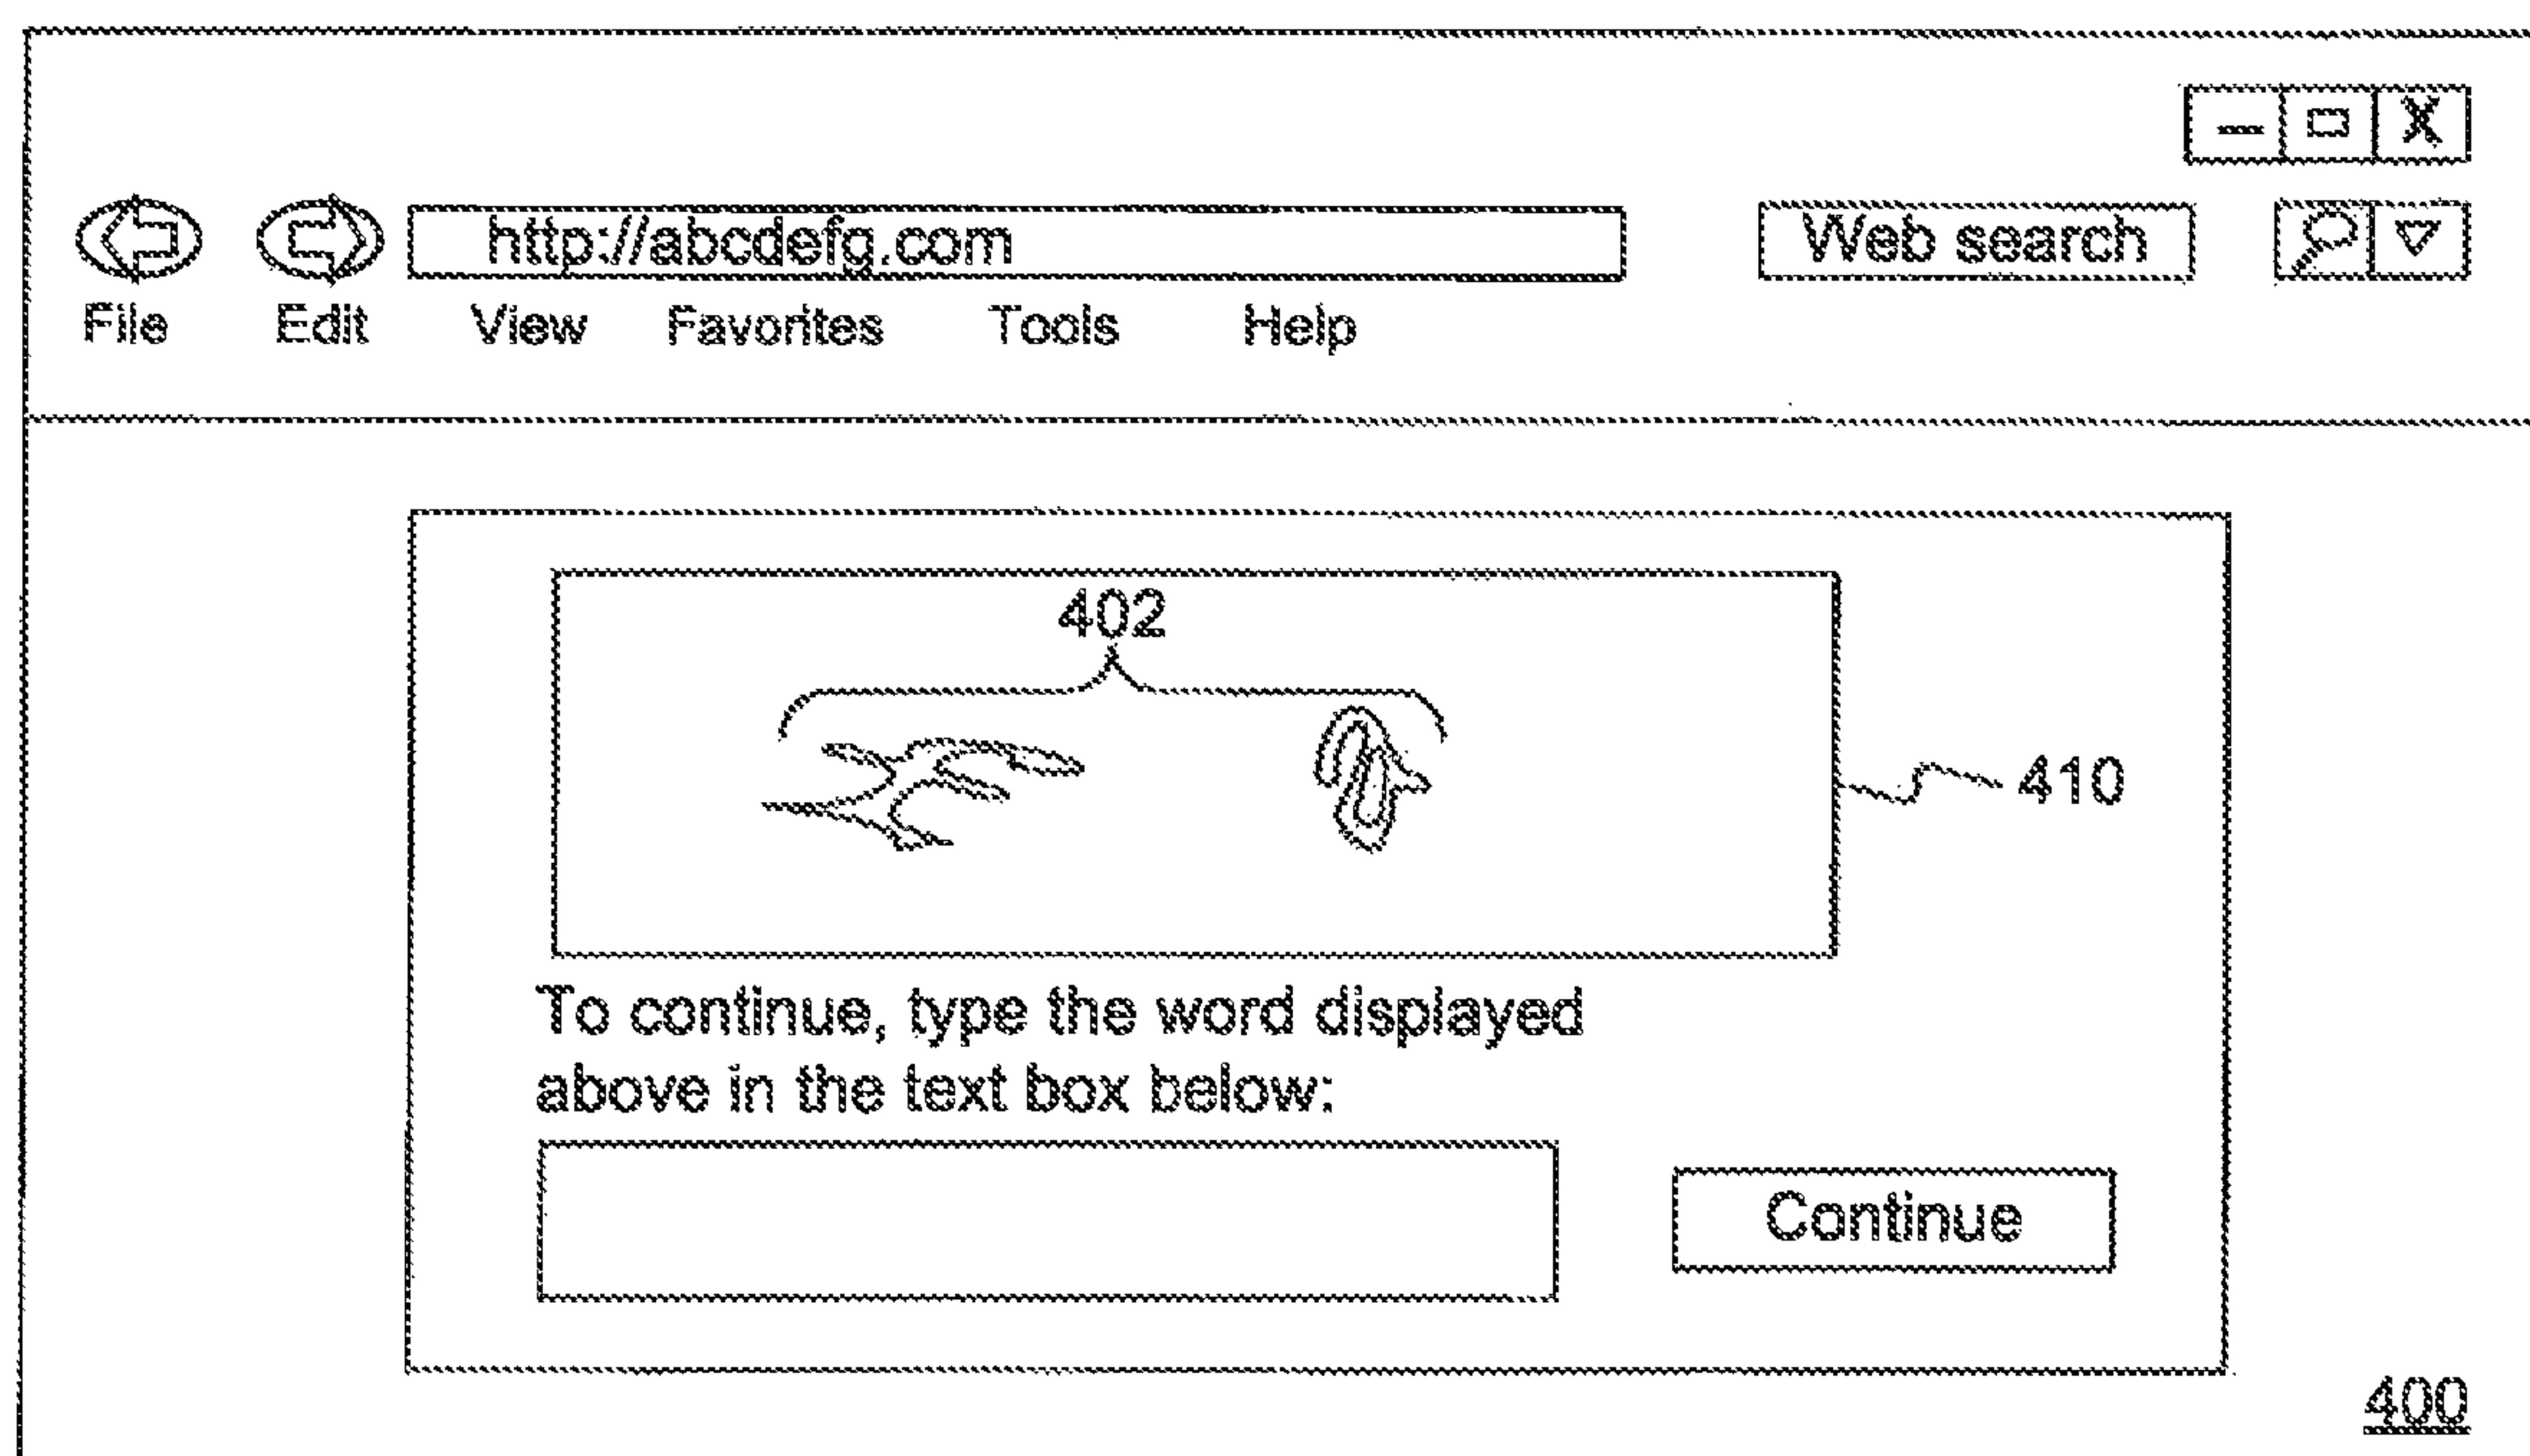 http://abcdefg.com Web search
File Edit View Favorites Tools Help
402
410
To continue, type the word displayed
above in the text box below:
Continue
400